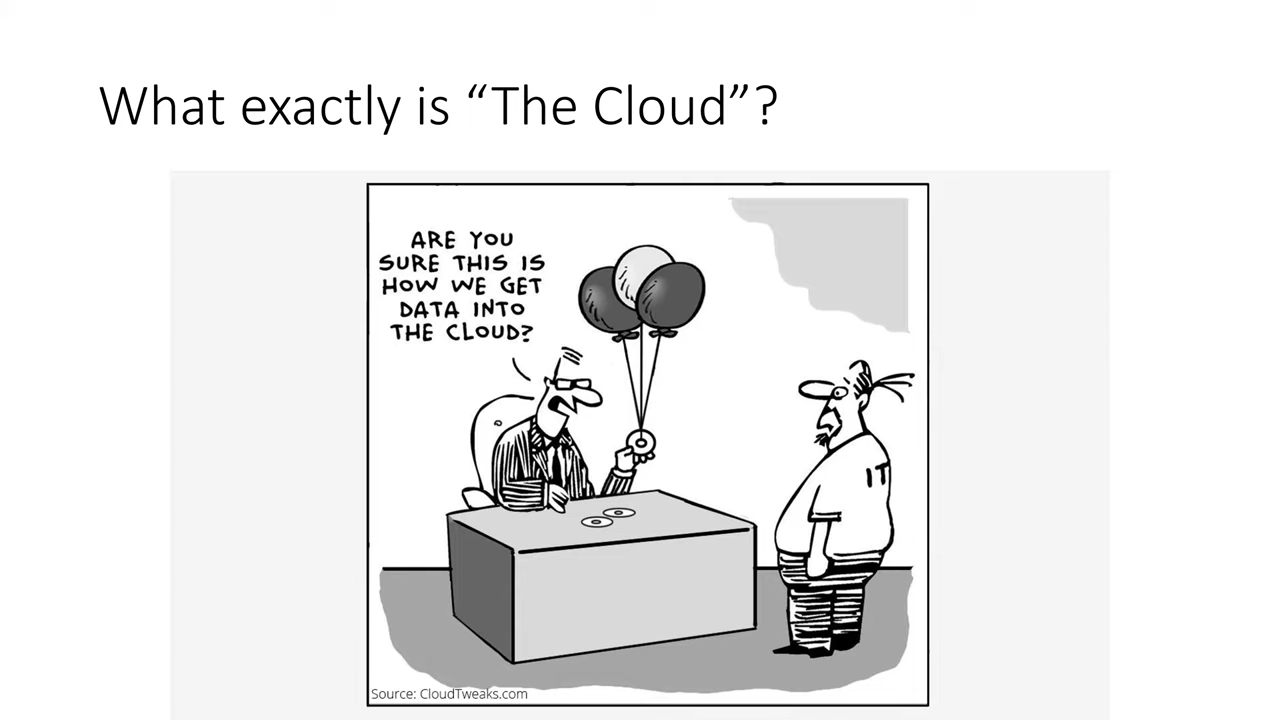 What exactly is “The Cloud”?
ARE YOU
SURE THIS IS
HOW WE GET
DATA INTO
THE CLOUD?
IT
Source: CloudTweaks.com